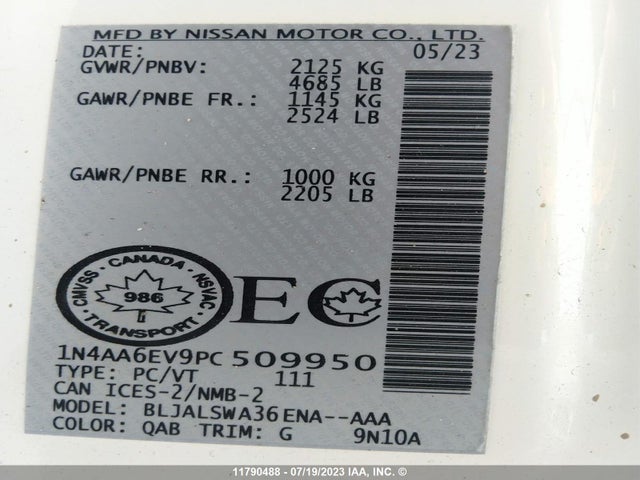 MFD BY NISSAN MOTOR CO., LTD.
DATE: 05/23
GVWR/PNBV: 2125 KG
4685 LB
GAWR/PNBE FR.: 1145 KG
2524 LB
GAWR/PNBE RR.: 1000 KG
2205 LB
CANADA
CMVSS 986 NSVAC
TRANSPORT
EC
1N4AA6EV9PC 509950
TYPE: PC/VT 111
CAN ICES-2/NMB-2
MODEL: BLJALSWA36ENA--AAA
COLOR: QAB TRIM: G 9N10A
11790488 - 07/19/2023 IAA, INC. ©